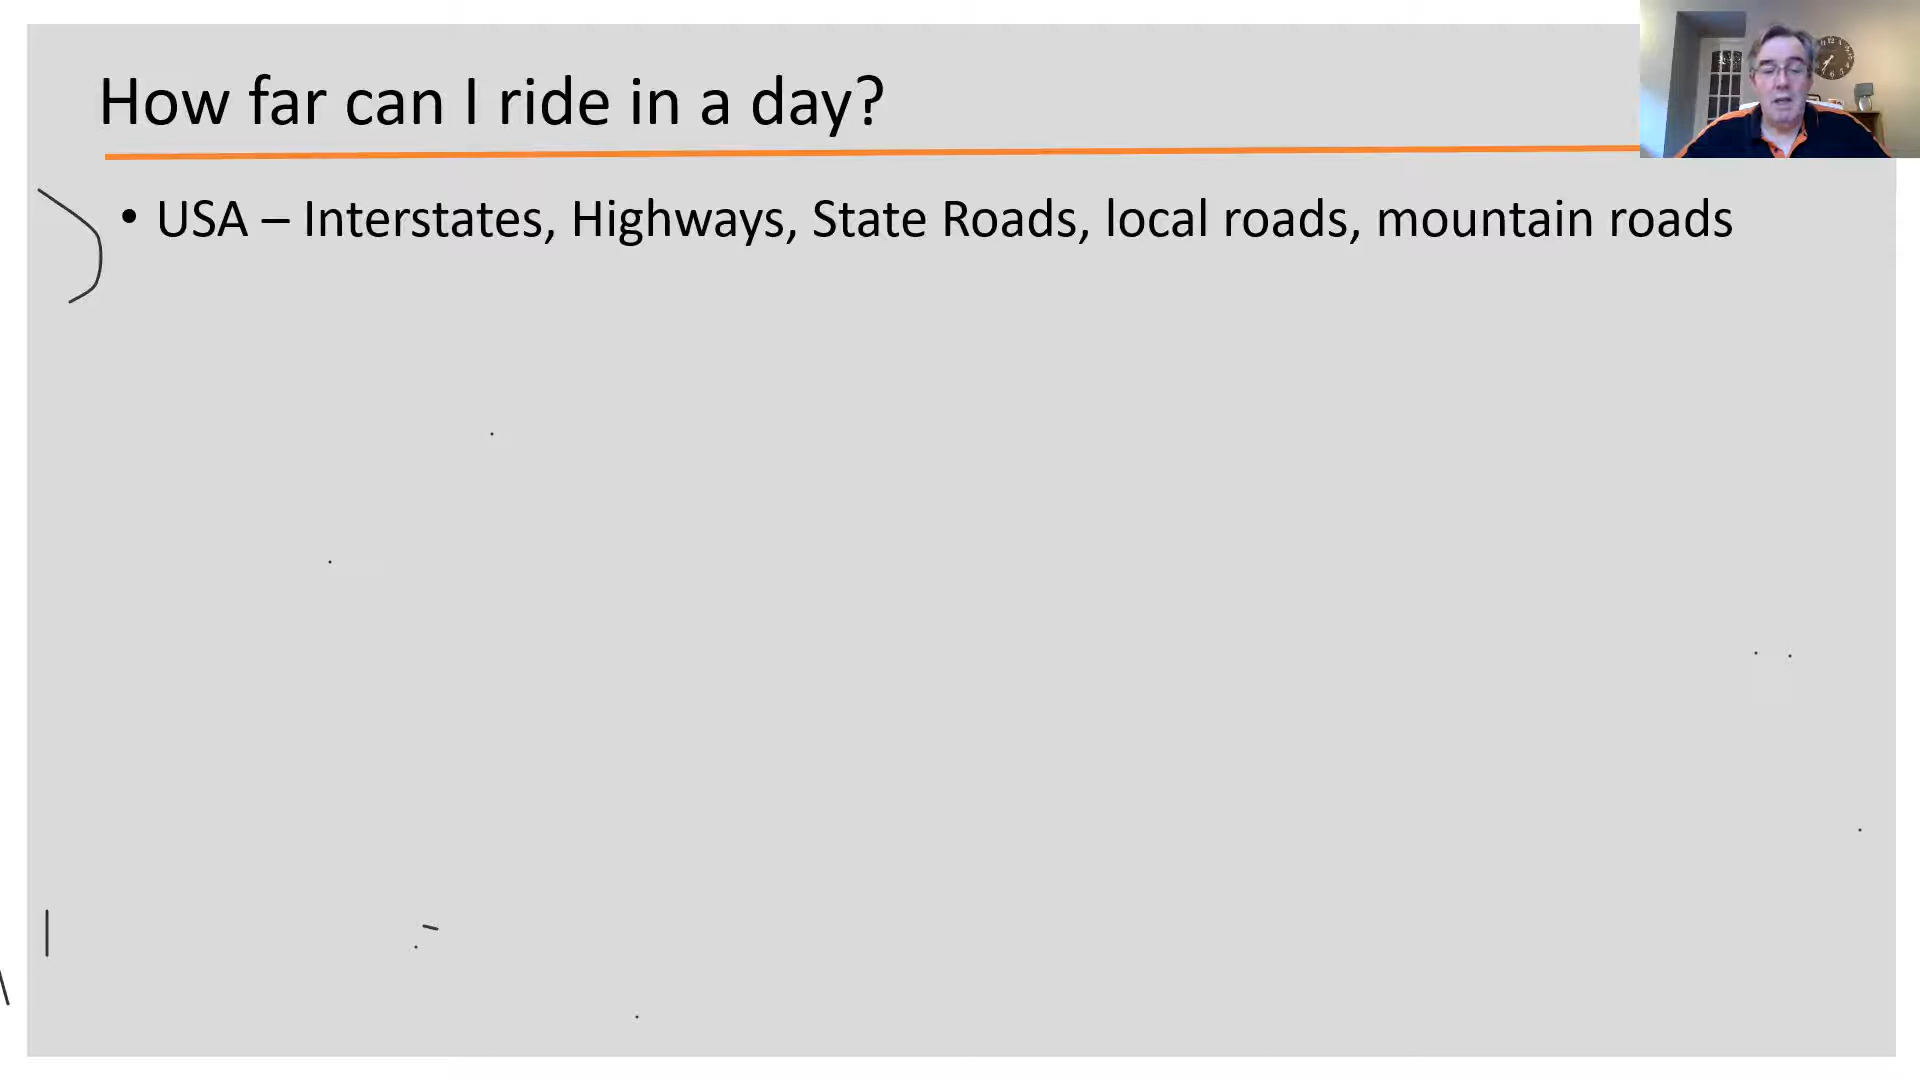 How far can I ride in a day?
• USA – Interstates, Highways, State Roads, local roads, mountain roads